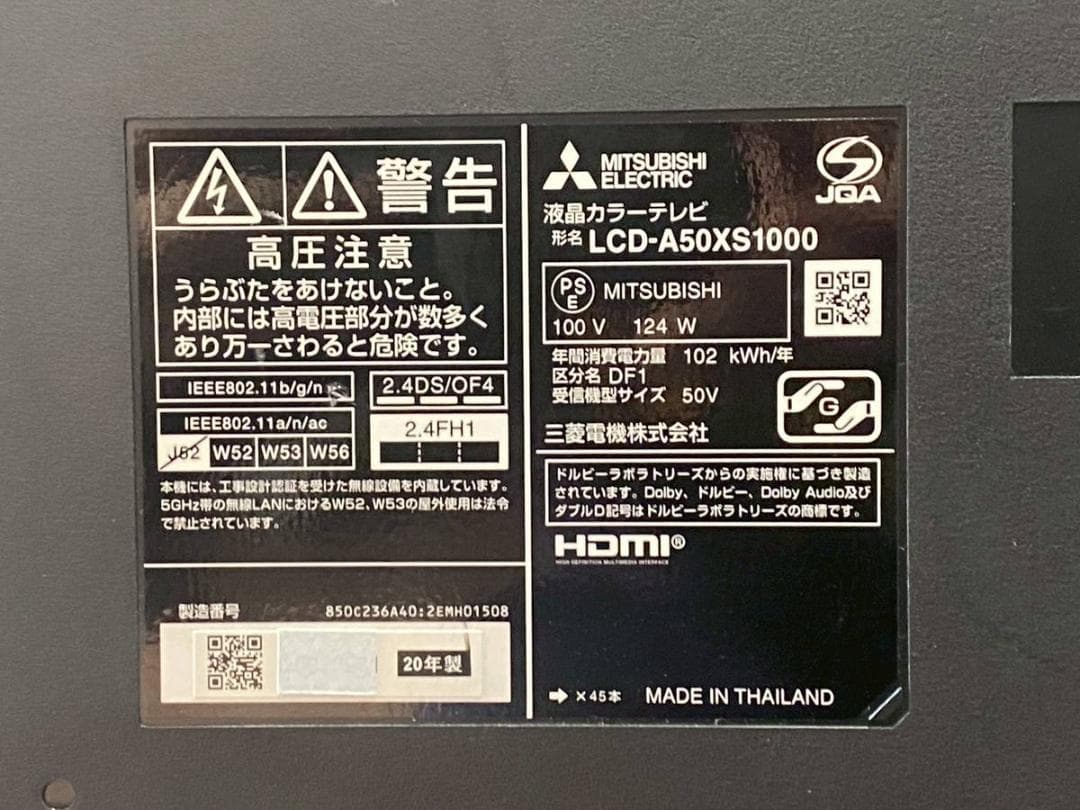 警告
高圧注意
うらぶたをあけないこと。
内部には高電圧部分が数多く
あり万一さわると危険です。
IEEE802.11b/g/n
2.4DS/OF4
IEEE802.11a/n/ac
2.4FH1
J52 W52 W53 W56
本機には、工事設計認証を受けた無線設備を内蔵しています。
5GHz帯の無線LANにおけるW52、W53の屋外使用は法令
で禁止されています。
製造番号 850C236A40:2EMH01508
20年製
MITSUBISHI
ELECTRIC
JQA
液晶カラーテレビ
形名 LCD-A50XS1000
PS
E
MITSUBISHI
100 V 124 W
年間消費電力量 102 kWh/年
区分名 DF1
受信機型サイズ 50V
G
三菱電機株式会社
ドルビーラボラトリーズからの実施権に基づき製造
されています。Dolby、ドルビー、Dolby Audio及び
ダブルD記号はドルビーラボラトリーズの商標です。
HDMI®
HIGH-DEFINITION MULTIMEDIA INTERFACE
➡ ×45本 MADE IN THAILAND